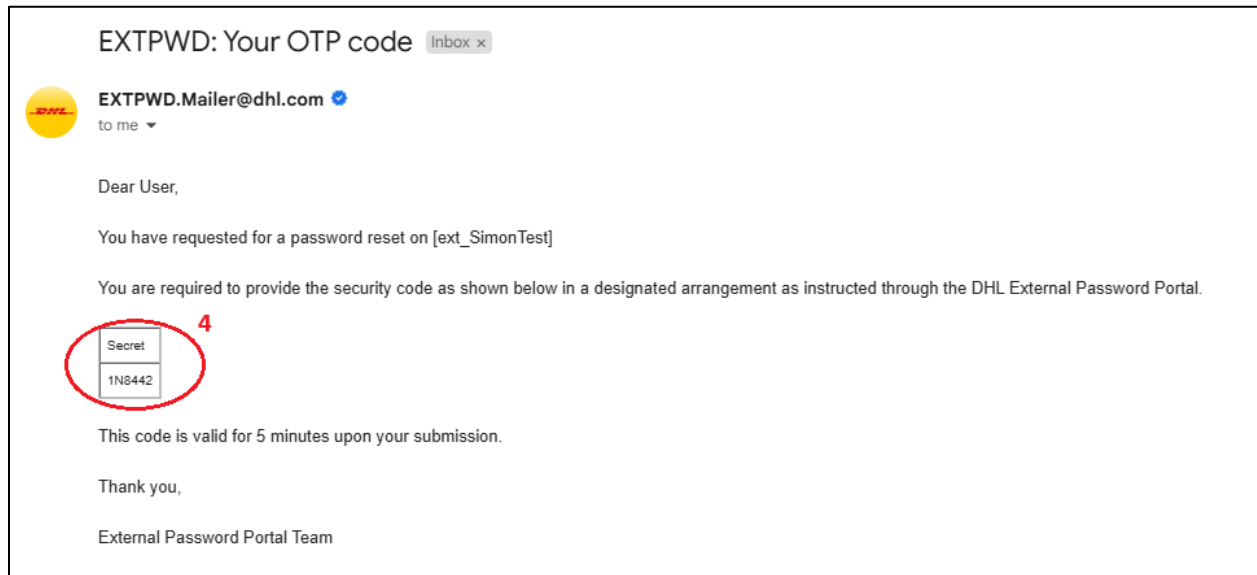 EXTPWD: Your OTP code Inbox ×
EXTPWD.Mailer@dhl.com
DHL
to me
Dear User,
You have requested for a password reset on [ext_SimonTest]
You are required to provide the security code as shown below in a designated arrangement as instructed through the DHL External Password Portal.
4
Secret
1N8442
This code is valid for 5 minutes upon your submission.
Thank you,
External Password Portal Team